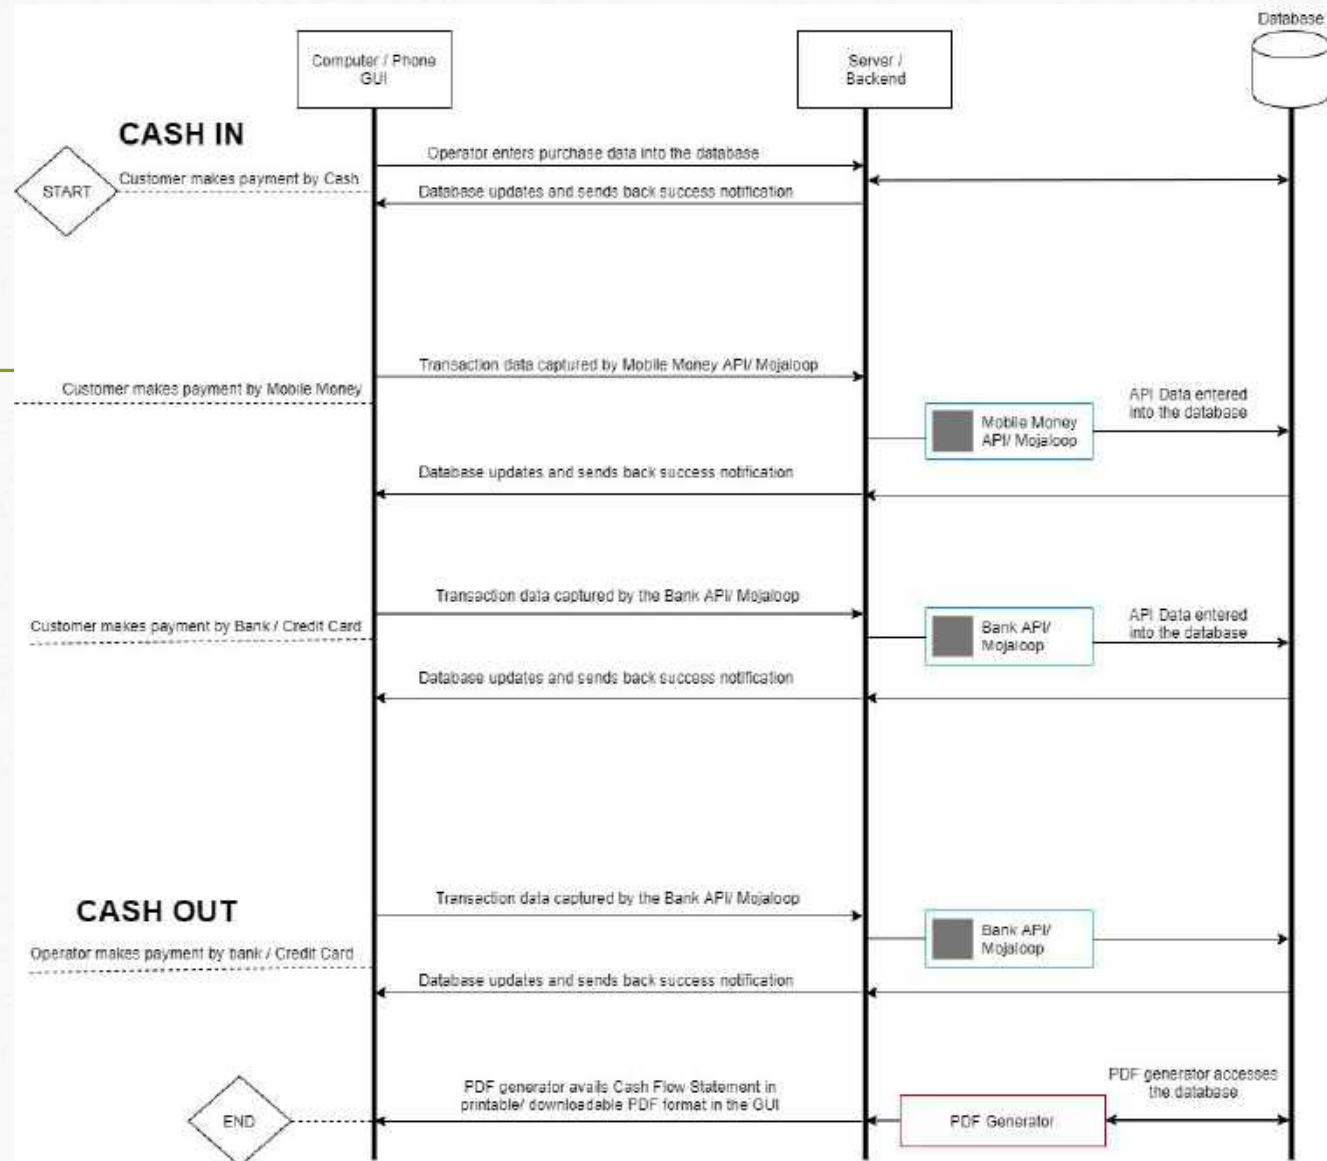 Database
Computer / Phone
GUI
Server /
Backend
CASH IN
START
Customer makes payment by Cash
Operator enters purchase data into the database
Database updates and sends back success notification
Transaction data captured by Mobile Money API/ Mojaloop
Customer makes payment by Mobile Money
Mobile Money
API/ Mojaloop
API Data entered
into the database
Database updates and sends back success notification
Transaction data captured by the Bank API/ Mojaloop
Customer makes payment by Bank / Credit Card
Bank API/
Mojaloop
API Data entered
into the database
Database updates and sends back success notification
CASH OUT
Transaction data captured by the Bank API/ Mojaloop
Operator makes payment by bank / Credit Card
Bank API/
Mojaloop
Database updates and sends back success notification
END
PDF generator avails Cash Flow Statement in
printable/ downloadable PDF format in the GUI
PDF Generator
PDF generator accesses
the database